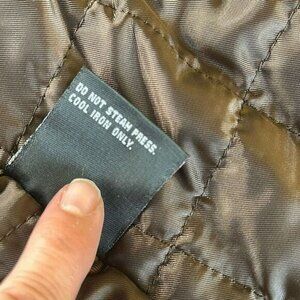 DO NOT STEAM PRESS.
COOL IRON ONLY.